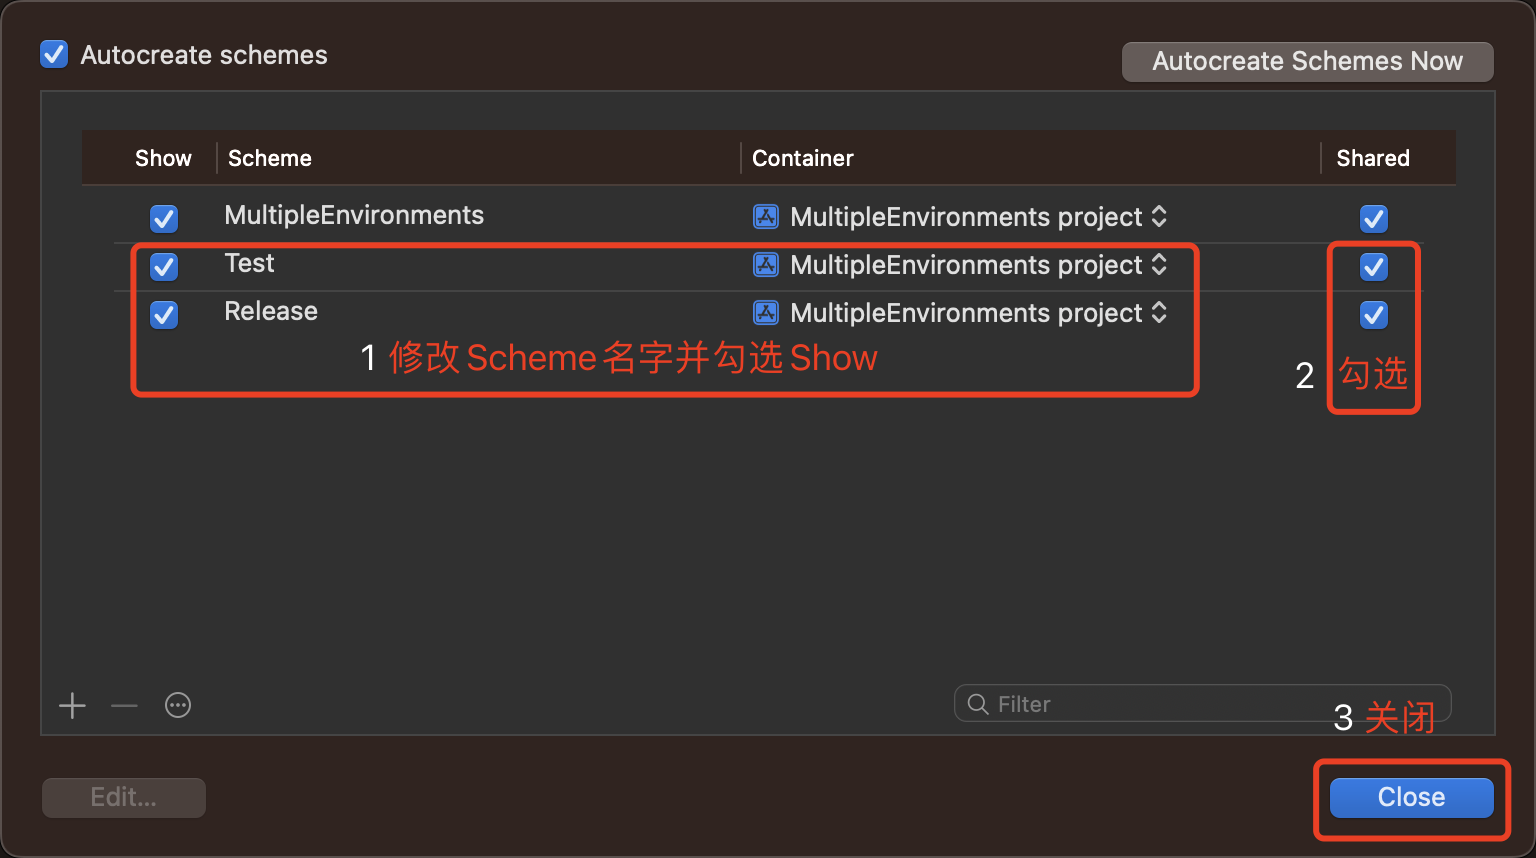 Autocreate schemes
Autocreate Schemes Now
Show Scheme Container Shared
MultipleEnvironments MultipleEnvironments project
Test MultipleEnvironments project
Release MultipleEnvironments project
1 修改Scheme名字并勾选Show
2 勾选
Filter
3 关闭
Edit...
Close